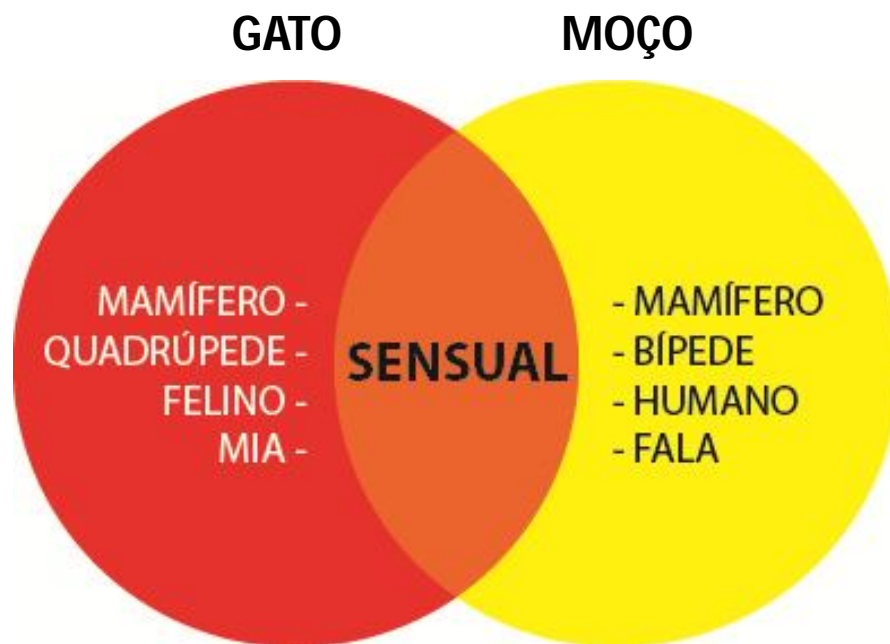 GATO
MOÇO
MAMÍFERO -
QUADRÚPEDE -
FELINO -
MIA -
SENSUAL
- MAMÍFERO
- BÍPEDE
- HUMANO
- FALA